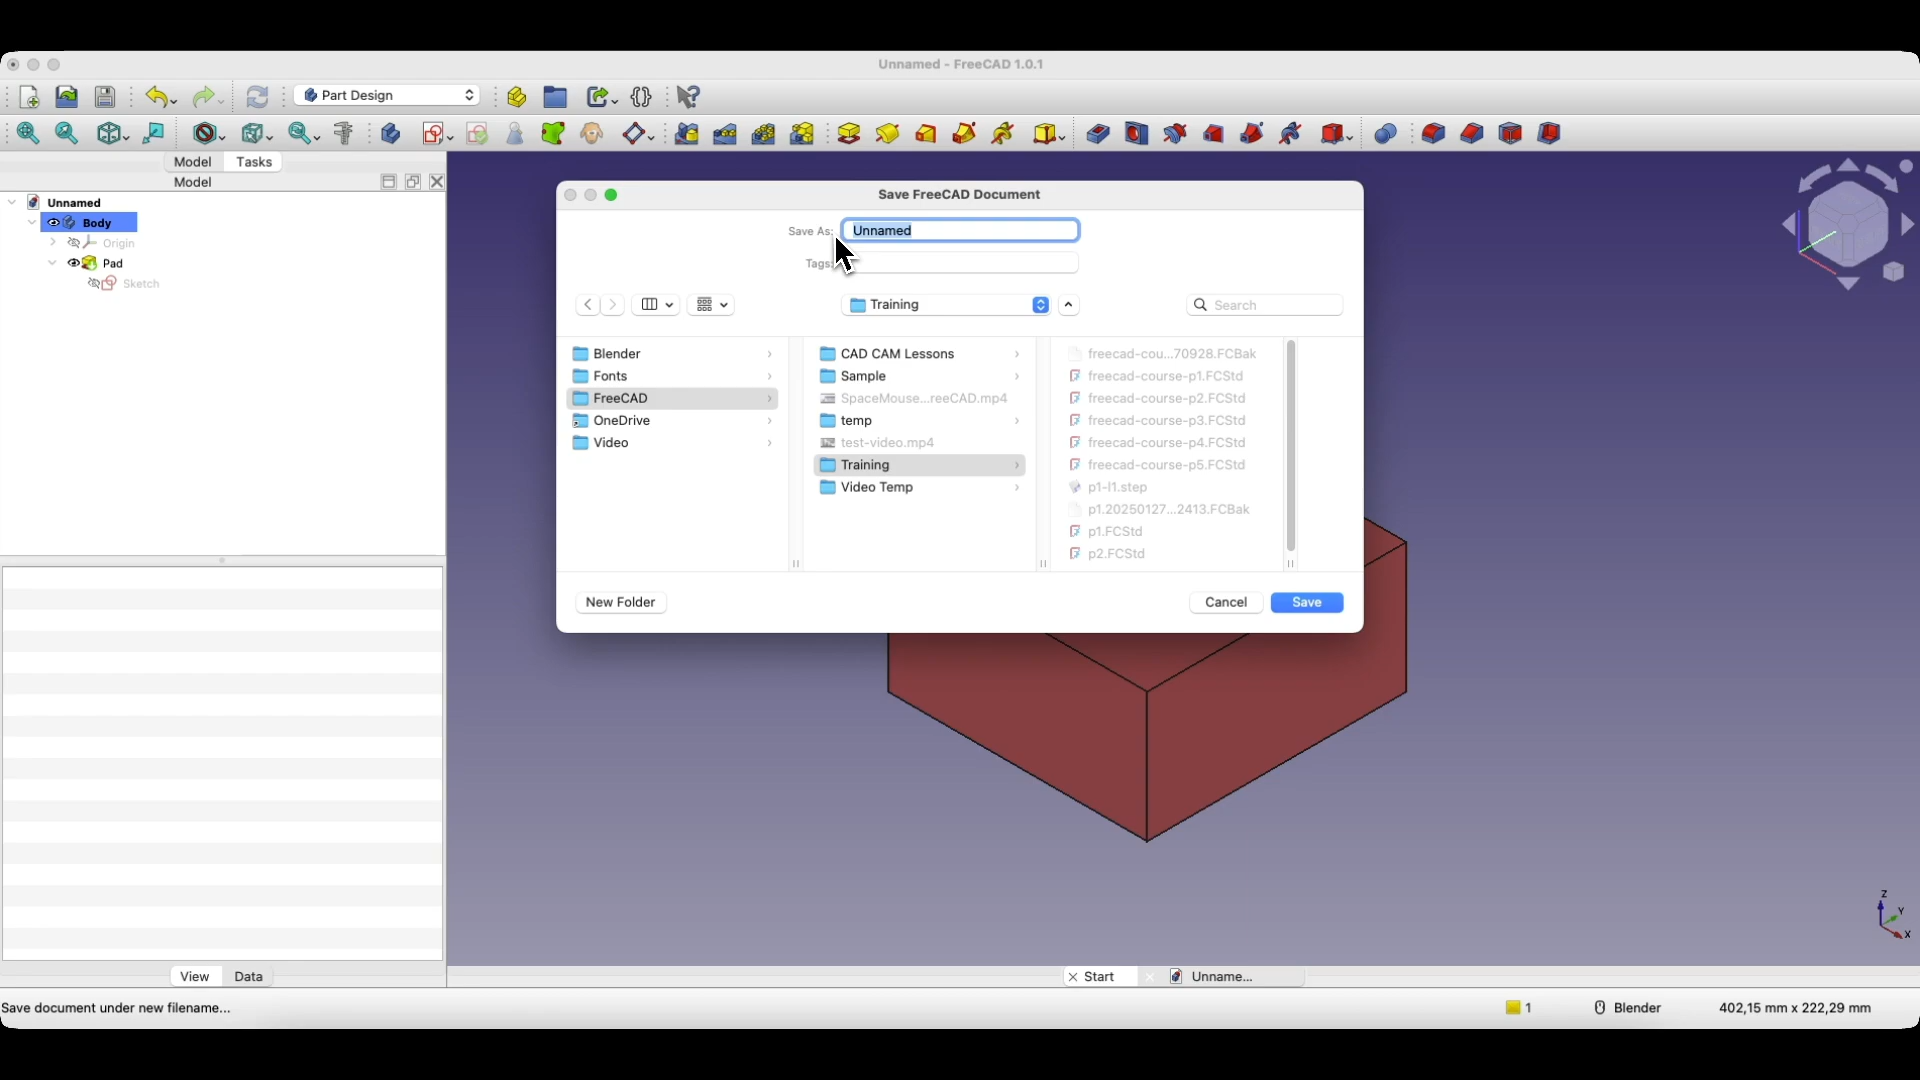 Unnamed - FreeCAD 1.0.1
Part Design
Model Tasks
Model
Unnamed
Body
Origin
Pad
Sketch
Save FreeCAD Document
Save As: Unnamed
Tags:
Training
Search
Blender
Fonts
FreeCAD
OneDrive
Video
CAD CAM Lessons
Sample
SpaceMouse...reeCAD.mp4
temp
test-video.mp4
Training
Video Temp
freecad-cou...70928.FCBak
freecad-course-p1.FCStd
freecad-course-p2.FCStd
freecad-course-p3.FCStd
freecad-course-p4.FCStd
freecad-course-p5.FCStd
p1-l1.step
p1.20250127...2413.FCBak
p1.FCStd
p2.FCStd
New Folder
Cancel
Save
Z
Y
X
View Data
Start
Unname...
Save document under new filename...
1
Blender
402,15 mm x 222,29 mm